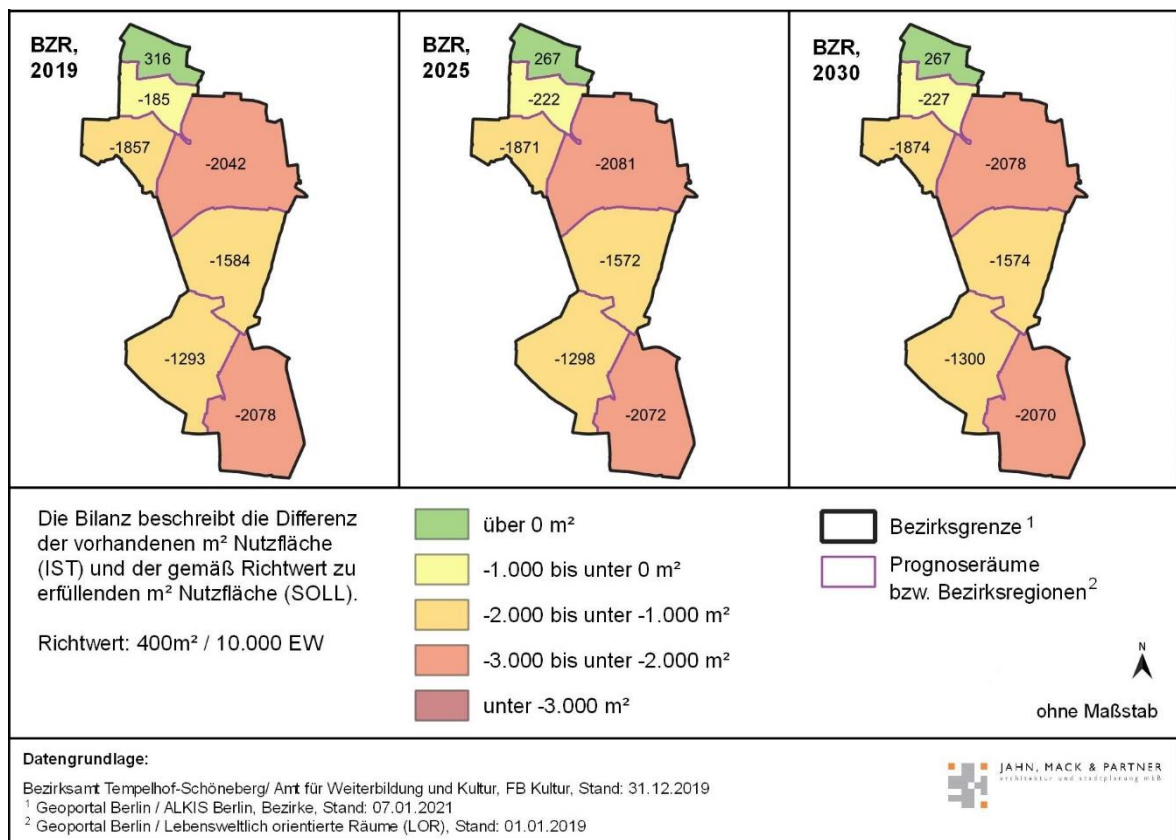 BZR,
2019
316
-185
-1857
-2042
-1584
-1293
-2078
BZR,
2025
267
-222
-1871
-2081
-1572
-1298
-2072
BZR,
2030
267
-227
-1874
-2078
-1574
-1300
-2070
Die Bilanz beschreibt die Differenz
der vorhandenen m² Nutzfläche
(IST) und der gemäß Richtwert zu
erfüllenden m² Nutzfläche (SOLL).
Richtwert: 400m² / 10.000 EW
über 0 m²
-1.000 bis unter 0 m²
-2.000 bis unter -1.000 m²
-3.000 bis unter -2.000 m²
unter -3.000 m²
Bezirksgrenze ¹
Prognoseräume
bzw. Bezirksregionen²
N
ohne Maßstab
Datengrundlage:
Bezirksamt Tempelhof-Schöneberg/ Amt für Weiterbildung und Kultur, FB Kultur, Stand: 31.12.2019
¹ Geoportal Berlin / ALKIS Berlin, Bezirke, Stand: 07.01.2021
² Geoportal Berlin / Lebensweltlich orientierte Räume (LOR), Stand: 01.01.2019
JAHN, MACK & PARTNER
architektur und stadtplanung mbB